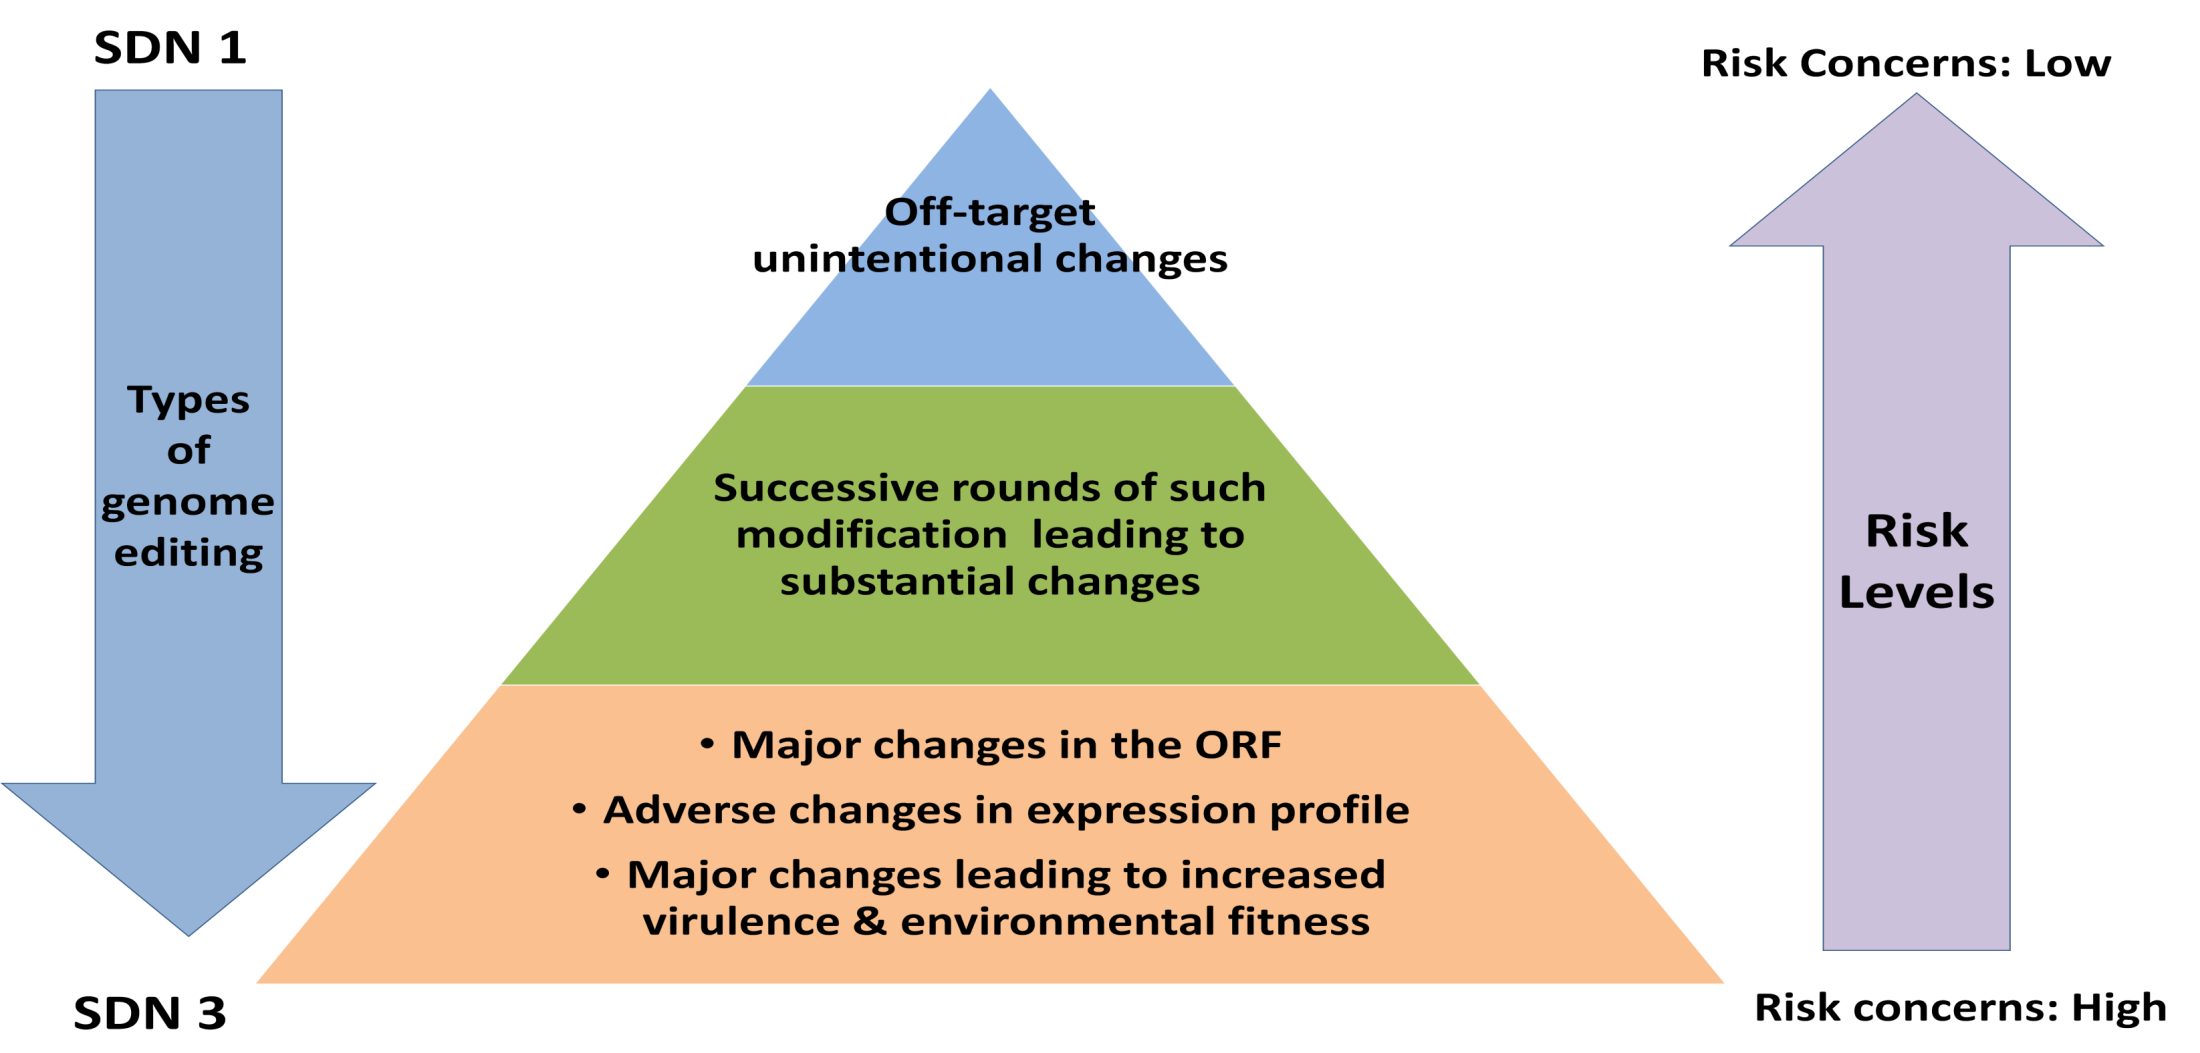 SDN 1
Types
of
genome
editing
SDN 3
Off-target
unintentional changes
Successive rounds of such
modification leading to
substantial changes
• Major changes in the ORF
• Adverse changes in expression profile
• Major changes leading to increased
virulence & environmental fitness
Risk Concerns: Low
Risk
Levels
Risk concerns: High